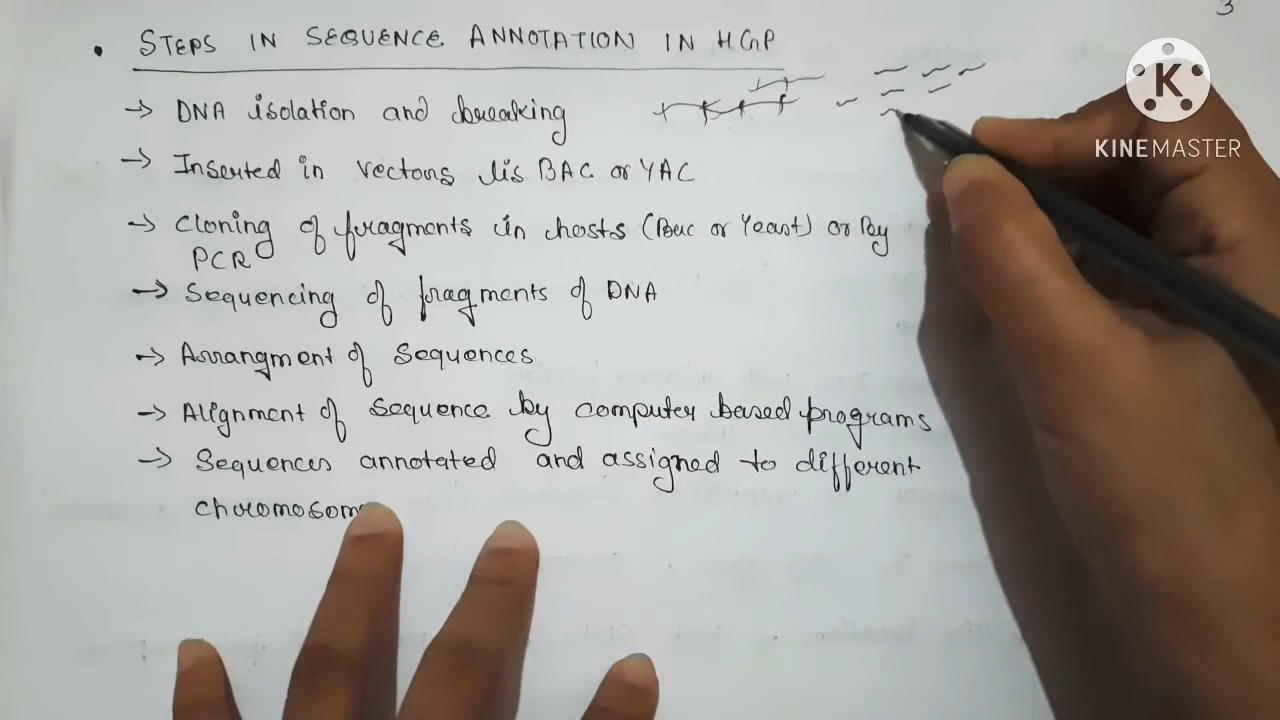 3
• STEPS IN SEQUENCE ANNOTATION IN HGP
→ DNA isolation and breaking
→ Inserted in vectors BAC or YAC
→ Cloning of fragments in hosts (Bac or Yeast) or By
PCR
→ Sequencing of fragments of DNA
→ Arrangment of Sequences
→ Alignment of sequence by computer based programs
→ Sequences annotated and assigned to different
chromosom
K
KINEMASTER